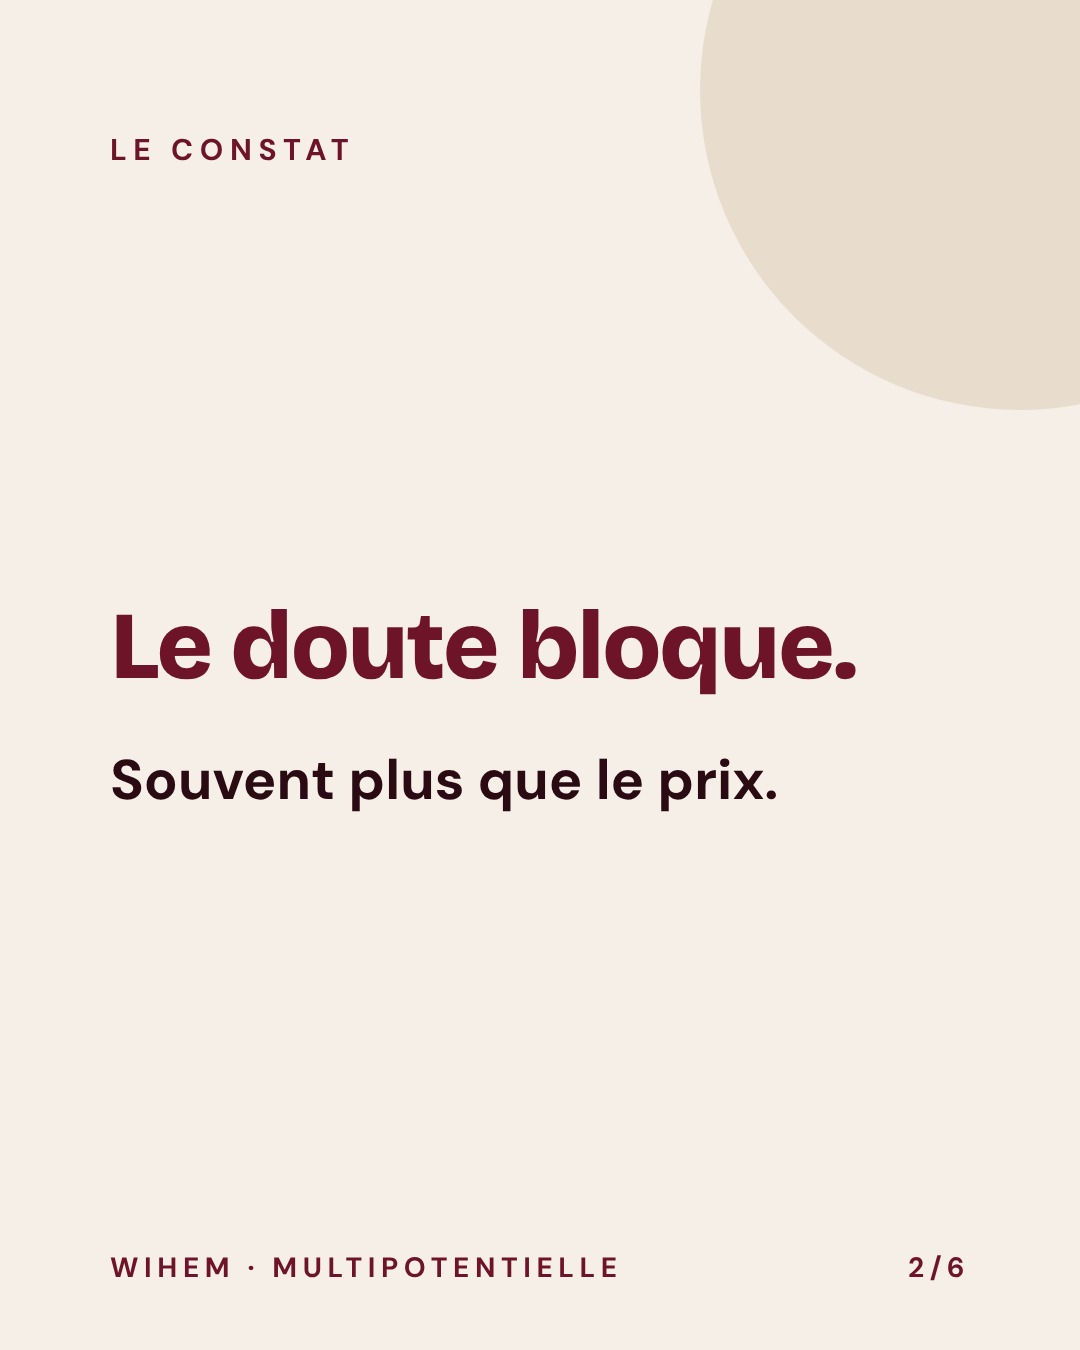 LE CONSTAT
Le doute bloque.
Souvent plus que le prix.
WIHEM · MULTIPOTENTIELLE
2/6